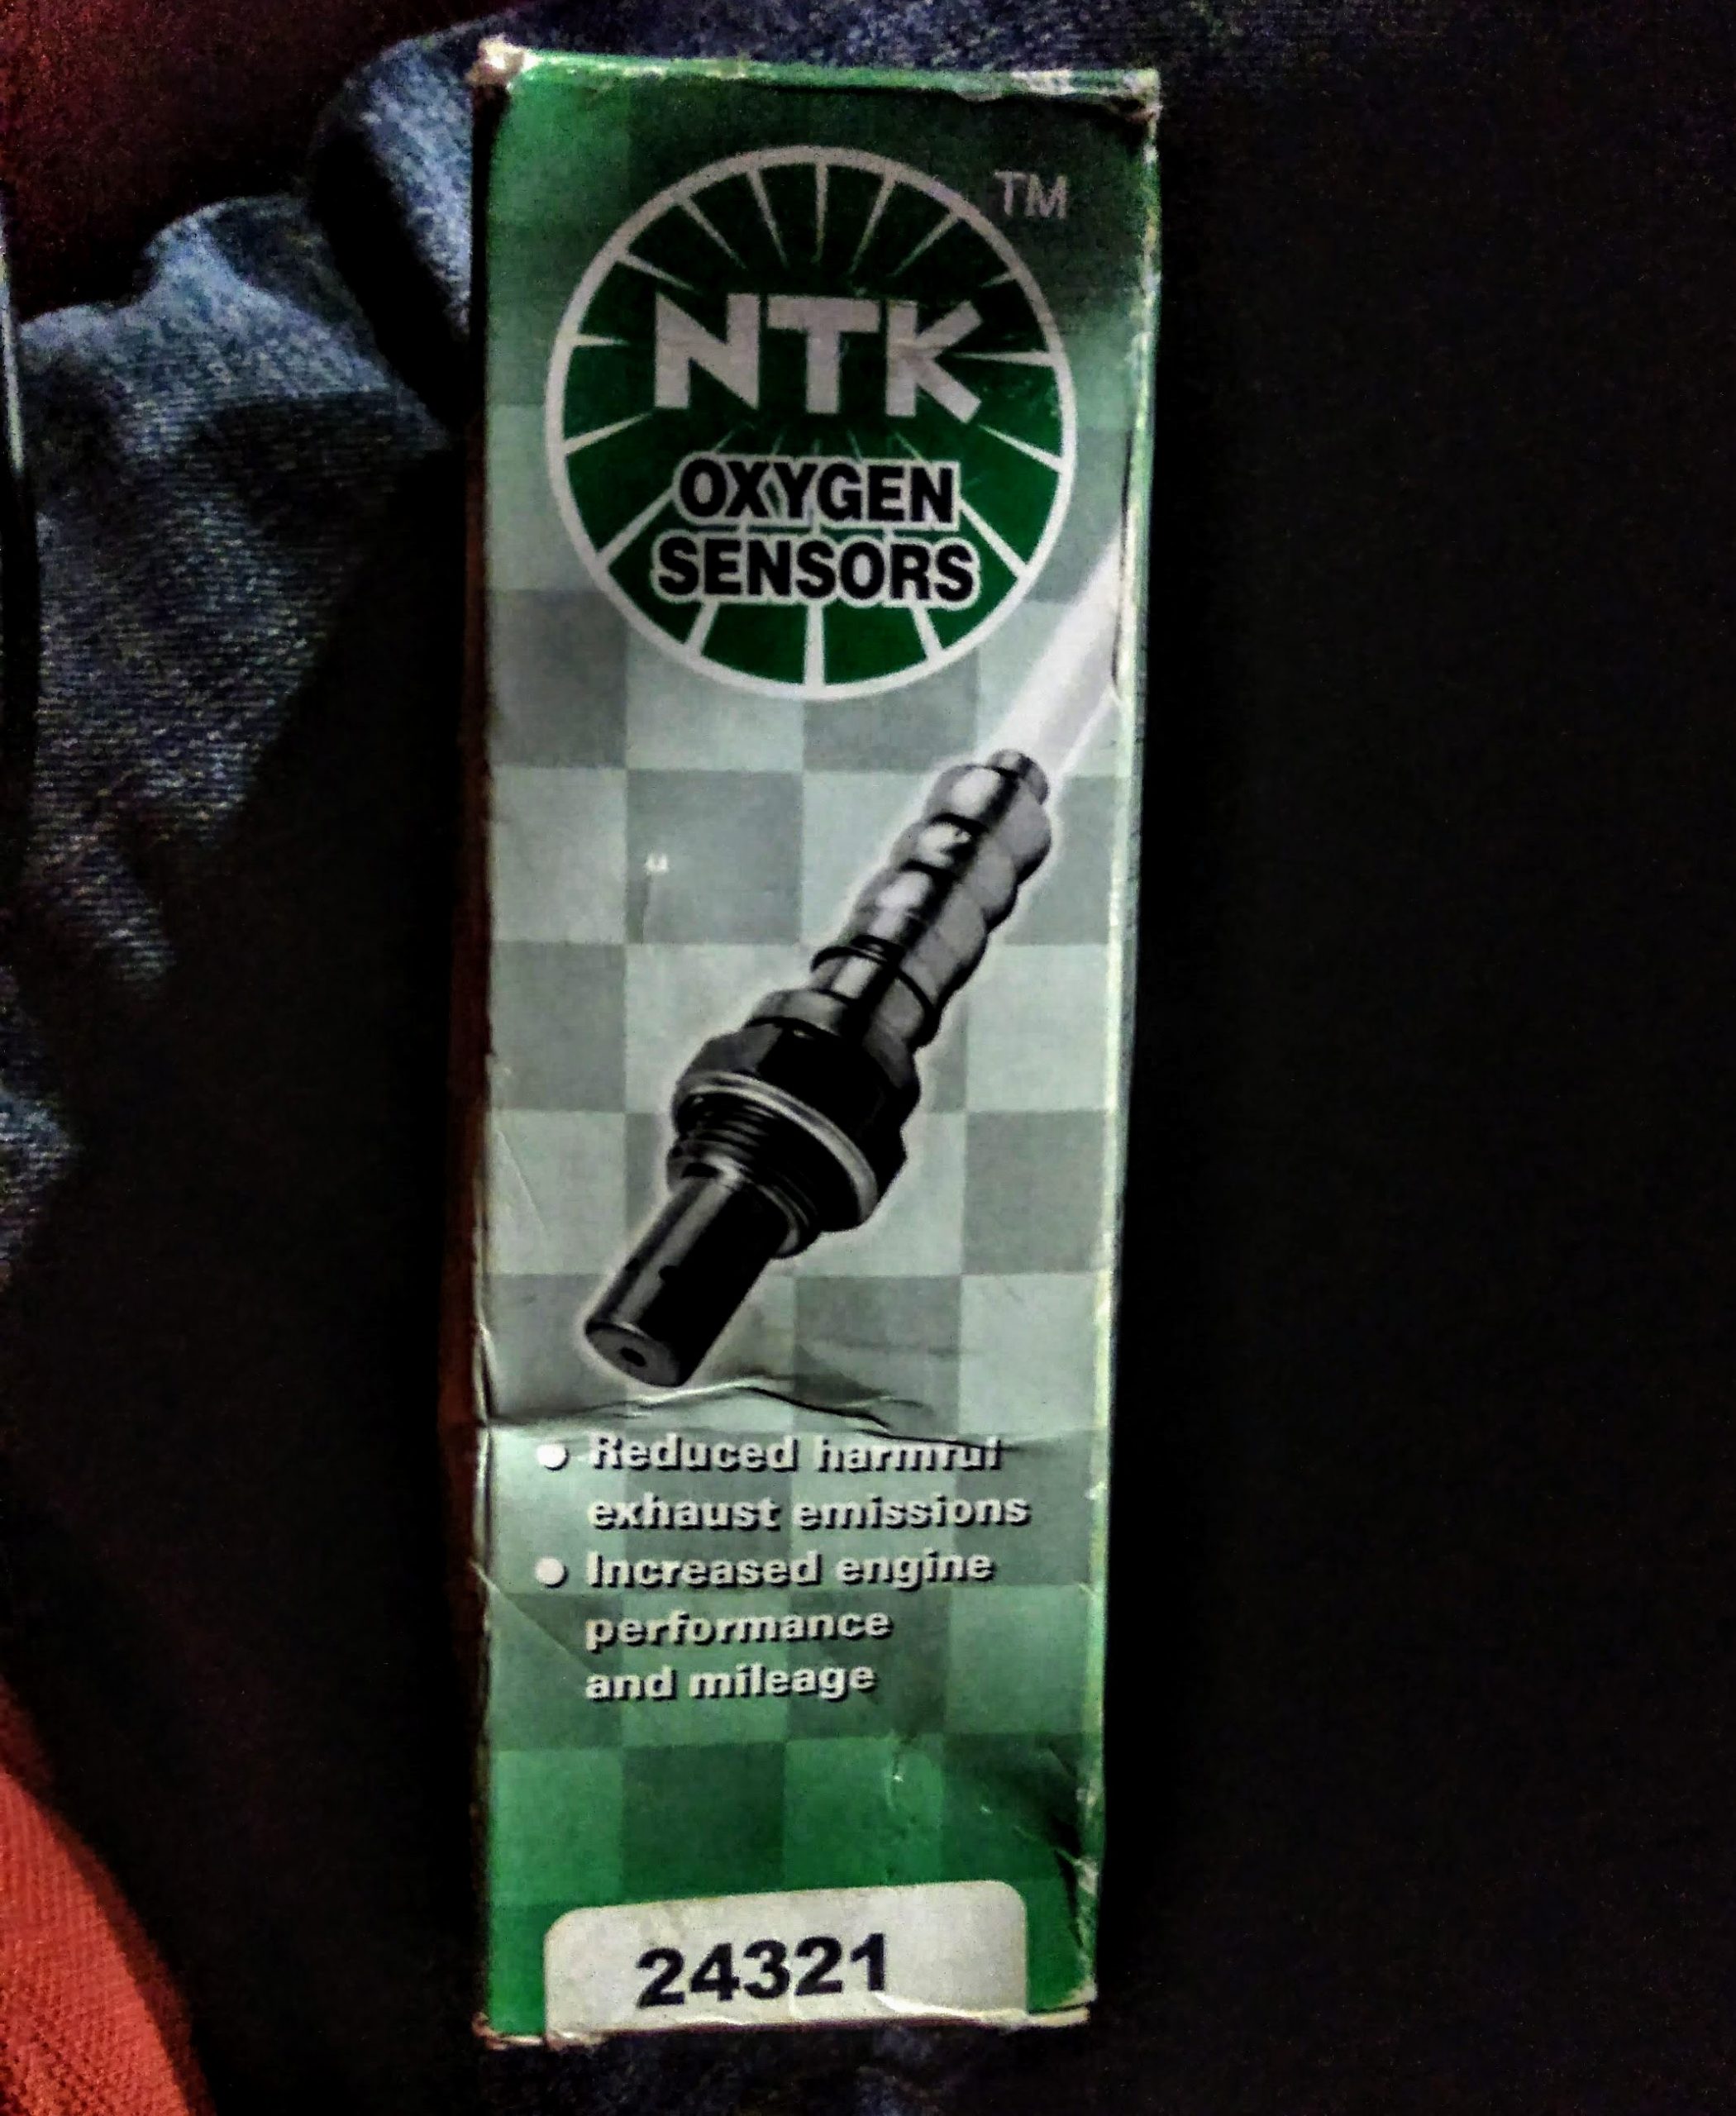 TM
NTK
OXYGEN
SENSORS
• Reduced harmful
exhaust emissions
• Increased engine
performance
and mileage
24321